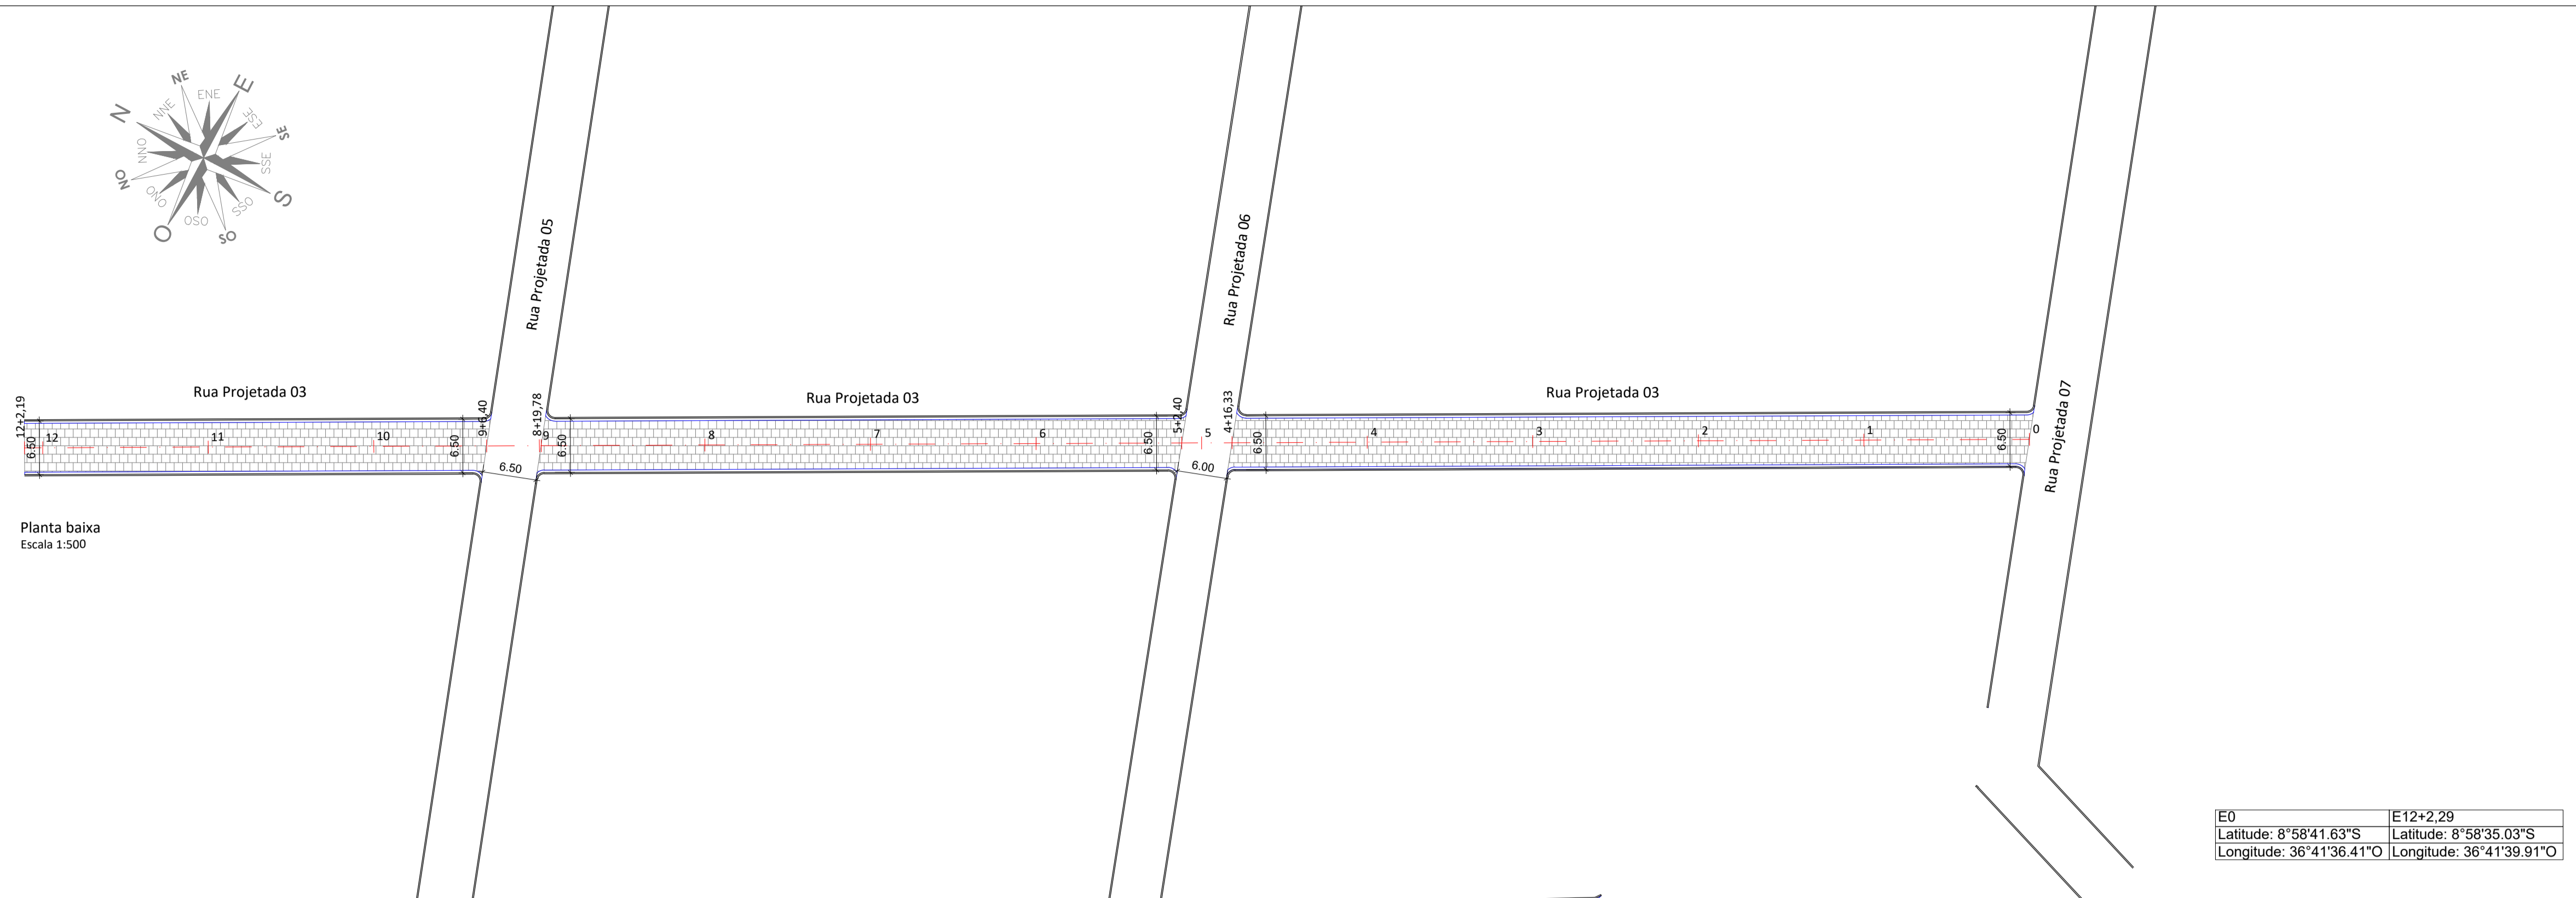 NE
E
ENE
NNE
ESE
N
SE
NNO
SSE
NO
ONO
S
SSO
OSO
O
SO
Rua Projetada 05
Rua Projetada 06
Rua Projetada 07
Rua Projetada 03
Rua Projetada 03
Rua Projetada 03
12+2,19
6.50
12
11
10
6.50
9+6,40
6.50
8+19,78
9
6.50
8
7
6
6.50
5+2,40
5
6.00
4+16,33
6.50
4
3
2
1
6.50
0
Planta baixa
Escala 1:500
E0 E12+2,29
Latitude: 8°58'41.63"S Latitude: 8°58'35.03"S
Longitude: 36°41'36.41"O Longitude: 36°41'39.91"O